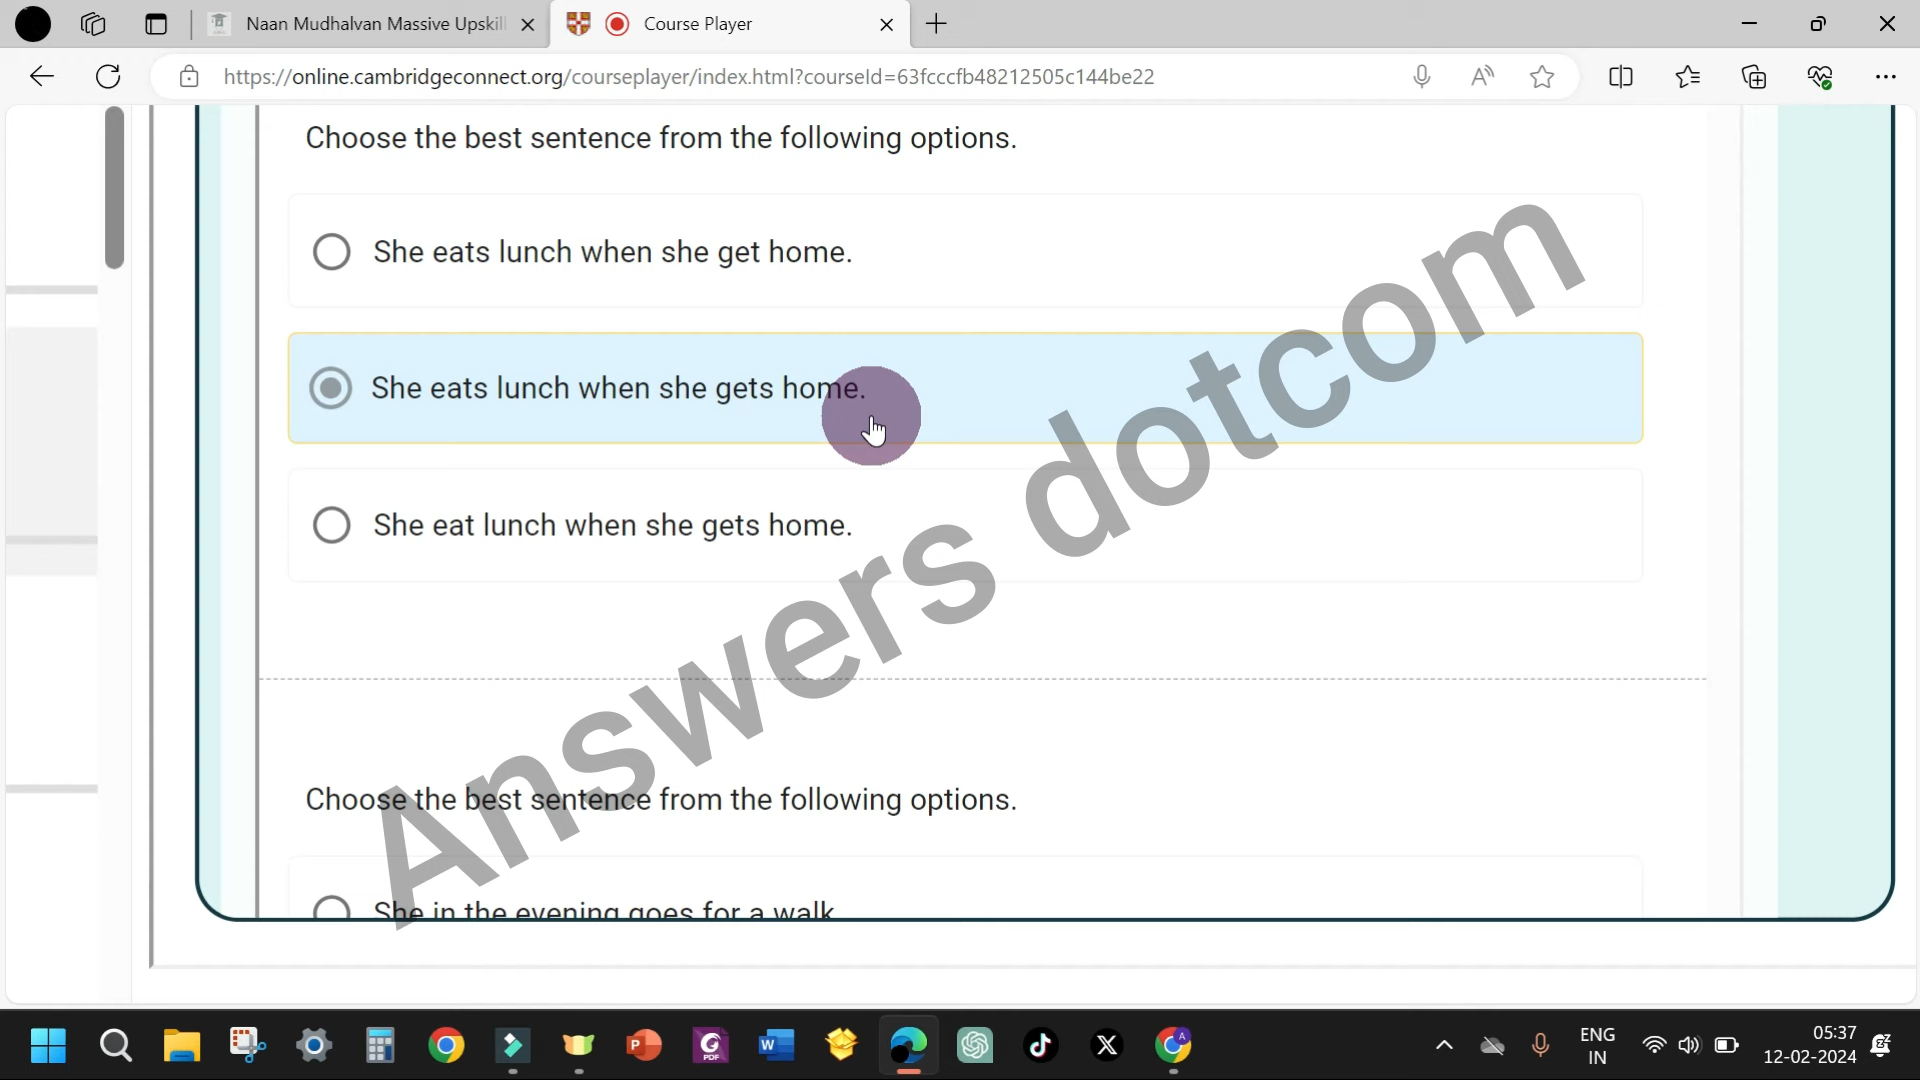 Naan Mudhalvan Massive Upskil
Course Player
https://online.cambridgeconnect.org/courseplayer/index.html?courseId=63fcccfb48212505c144be22
Choose the best sentence from the following options.
She eats lunch when she get home.
She eats lunch when she gets home.
She eat lunch when she gets home.
Answers dotcom
Choose the best sentence from the following options.
She in the evening goes for a walk
ENG
IN
05:37
12-02-2024